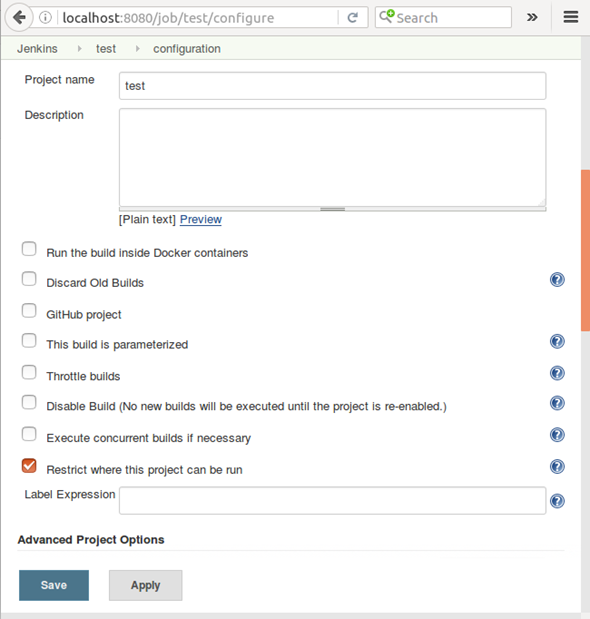 localhost:8080/job/test/configure
Search
Jenkins test configuration
Project name
test
Description
[Plain text] Preview
Run the build inside Docker containers
Discard Old Builds
GitHub project
This build is parameterized
Throttle builds
Disable Build (No new builds will be executed until the project is re-enabled.)
Execute concurrent builds if necessary
Restrict where this project can be run
Label Expression
Advanced Project Options
Save
Apply